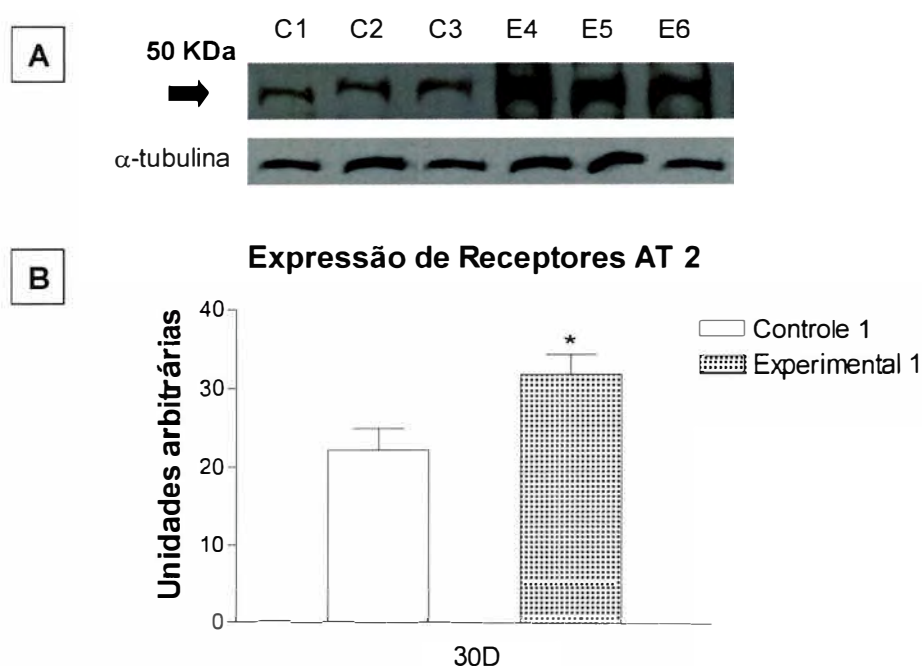 A
C1 C2 C3 E4 E5 E6
50 KDa
α-tubulina
B
Expressão de Receptores AT 2
Unidades arbitrárias
40
30
20
10
0
*
Controle 1
Experimental 1
30D